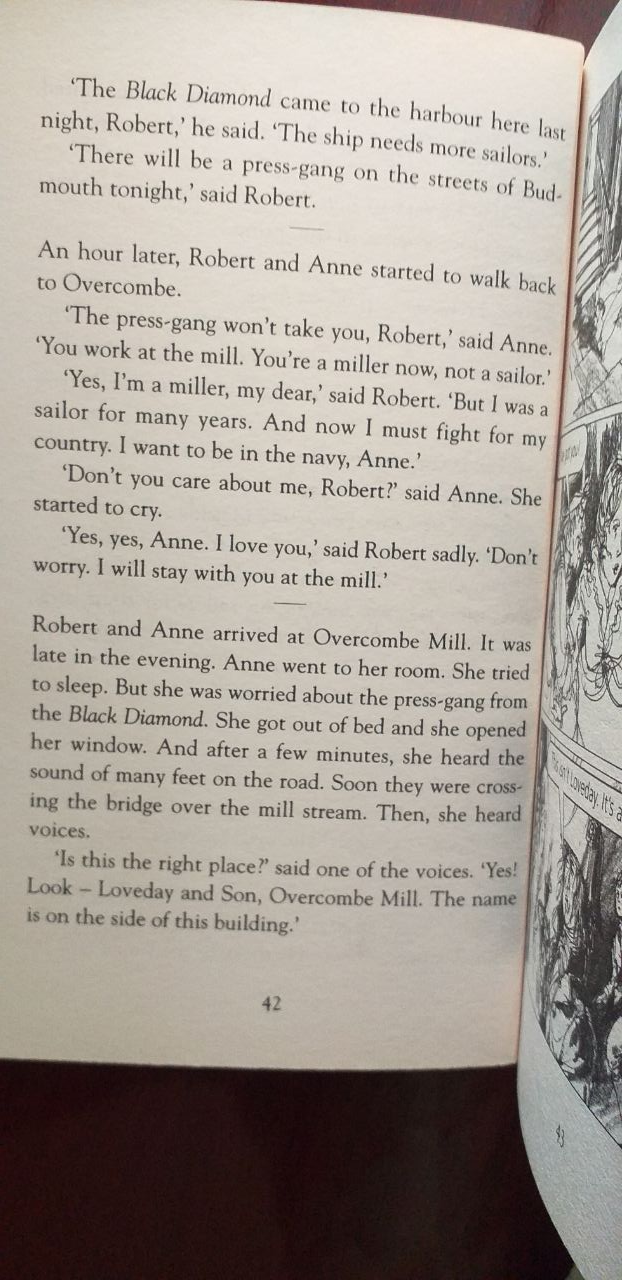 ‘The Black Diamond came to the harbour here last
night, Robert,’ he said. ‘The ship needs more sailors.’
‘There will be a press-gang on the streets of Bud-
mouth tonight,’ said Robert.
An hour later, Robert and Anne started to walk back
to Overcombe.
‘The press-gang won’t take you, Robert,’ said Anne.
‘You work at the mill. You’re a miller now, not a sailor.’
‘Yes, I’m a miller, my dear,’ said Robert. ‘But I was a
sailor for many years. And now I must fight for my
country. I want to be in the navy, Anne.’
‘Don’t you care about me, Robert?’ said Anne. She
started to cry.
‘Yes, yes, Anne. I love you,’ said Robert sadly. ‘Don’t
worry. I will stay with you at the mill.’
Robert and Anne arrived at Overcombe Mill. It was
late in the evening. Anne went to her room. She tried
to sleep. But she was worried about the press-gang from
the Black Diamond. She got out of bed and she opened
her window. And after a few minutes, she heard the
sound of many feet on the road. Soon they were cross-
ing the bridge over the mill stream. Then, she heard
voices.
‘Is this the right place?’ said one of the voices. ‘Yes!
Look – Loveday and Son, Overcombe Mill. The name
is on the side of this building.’
42
isn't Loveday. It's a
43